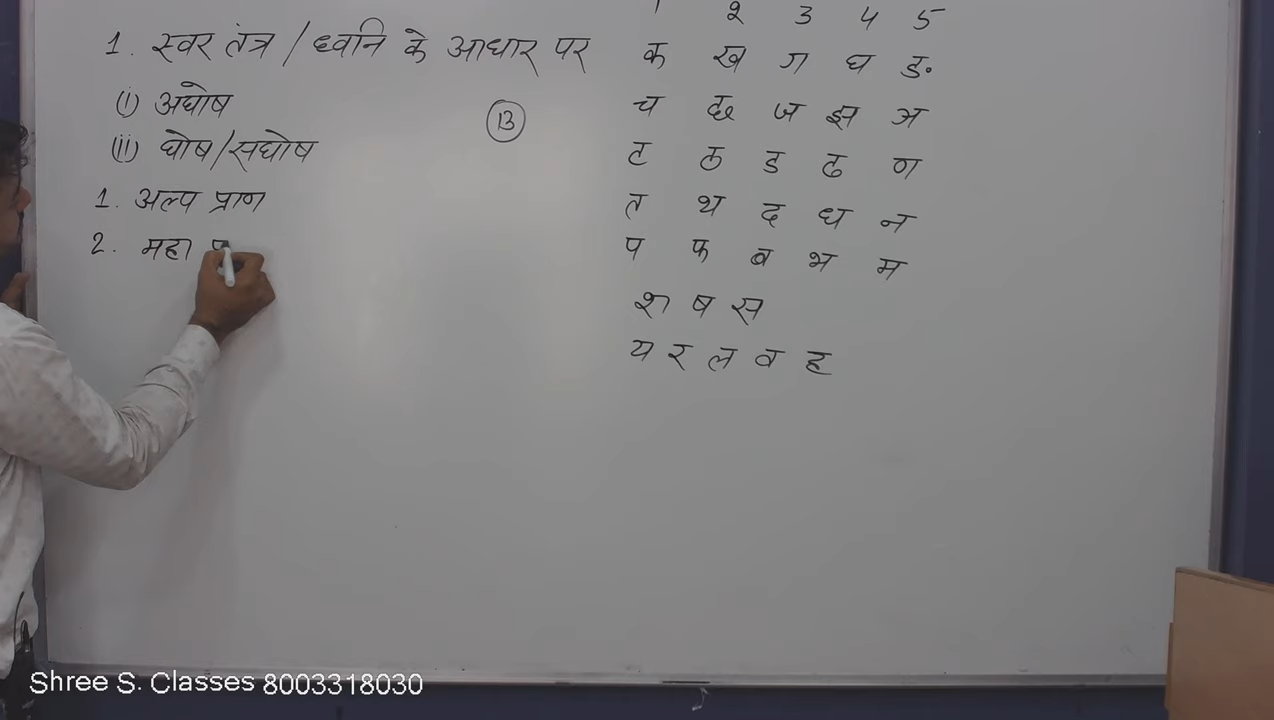 1 2 3 4 5
1. स्वर तंत्र / ध्वनि के आधार पर
(i) अघोष
(ii) घोष/सघोष
1. अल्प प्राण
2. महा
13
क ख ग घ ङ
च छ ज झ ञ
ट ठ ड ढ ण
त थ द ध न
प फ ब भ म
श ष स
य र ल व ह
Shree S. Classes 8003318030